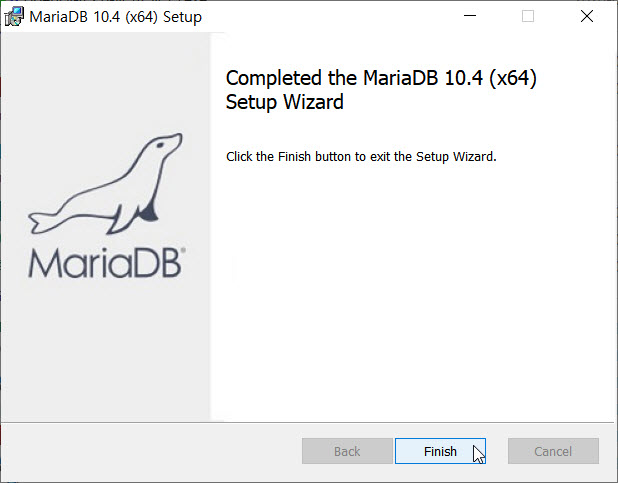 MariaDB 10.4 (x64) Setup
Completed the MariaDB 10.4 (x64)
Setup Wizard
Click the Finish button to exit the Setup Wizard.
MariaDB®
Back
Finish
Cancel